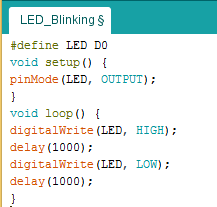 LED_Blinking §
#define LED D0
void setup() {
pinMode(LED, OUTPUT);
}
void loop() {
digitalWrite(LED, HIGH);
delay(1000);
digitalWrite(LED, LOW);
delay(1000);
}